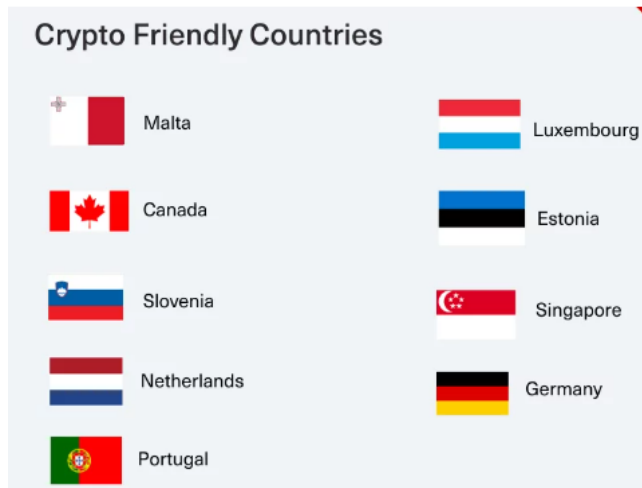 Crypto Friendly Countries
Malta
Canada
Slovenia
Netherlands
Portugal
Luxembourg
Estonia
Singapore
Germany